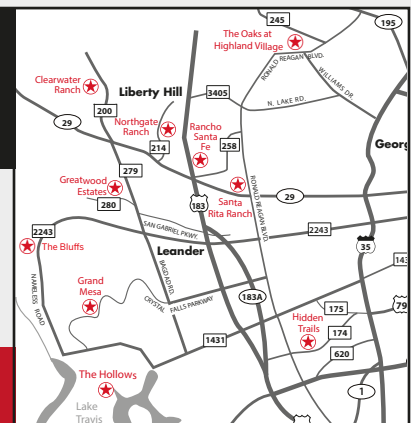 245
195
The Oaks at
Highland Village
RONALD REAGAN BLVD.
WILLIAMS DR.
Clearwater
Ranch
Liberty Hill
3405
N. LAKE RD.
200
29
Northgate
Ranch
Rancho
Santa
Fe
214
258
Georg
279
Greatwood
Estates
280
183
Santa
Rita Ranch
29
RONALD REAGAN BLVD.
SAN GABRIEL PKWY.
2243
2243
The Bluffs
Leander
35
143
NAMELESS ROAD
BAGDAD RD.
Grand
Mesa
CRYSTAL FALLS PARKWAY
183A
175
79
Hidden
Trails
174
1431
620
The Hollows
Lake
Travis
1